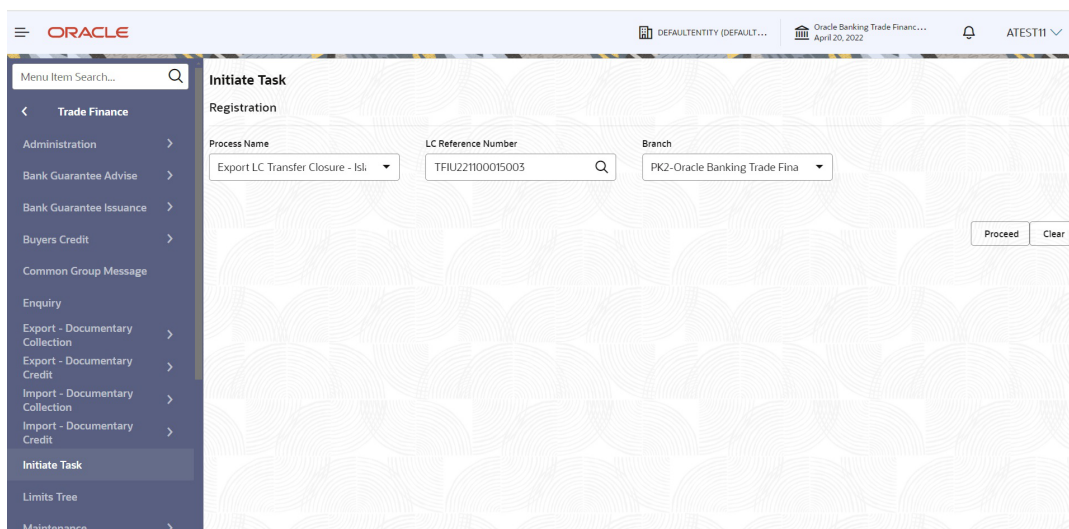 ORACLE
DEFAULTENTITY (DEFAULT...
Oracle Banking Trade Financ...
April 20, 2022
ATEST11
Menu Item Search...
Trade Finance
Administration
Bank Guarantee Advise
Bank Guarantee Issuance
Buyers Credit
Common Group Message
Enquiry
Export - Documentary
Collection
Export - Documentary
Credit
Import - Documentary
Collection
Import - Documentary
Credit
Initiate Task
Limits Tree
Maintenance
Initiate Task
Registration
Process Name
LC Reference Number
Branch
Export LC Transfer Closure - Isl
TFIU221100015003
PK2-Oracle Banking Trade Fina
Proceed
Clear